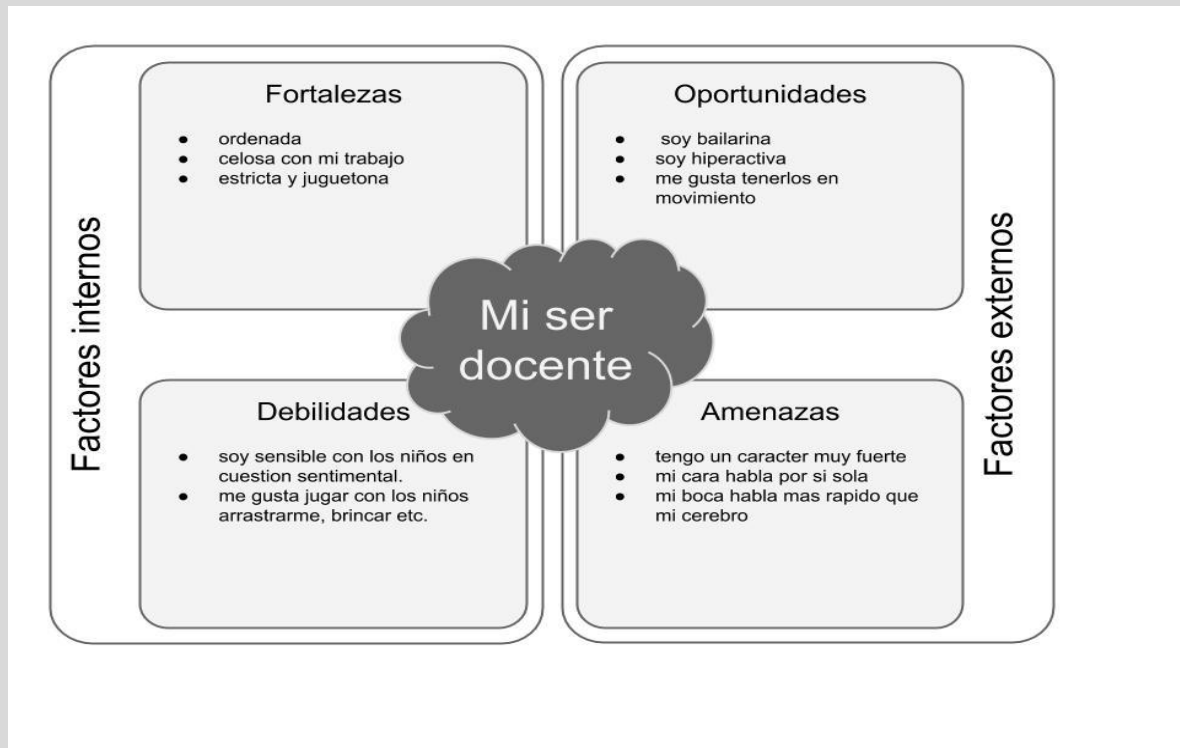 Factores internos
Fortalezas
● ordenada
● celosa con mi trabajo
● estricta y juguetona
Oportunidades
● soy bailarina
● soy hiperactiva
● me gusta tenerlos en
movimiento
Mi ser
docente
Debilidades
● soy sensible con los niños en
cuestion sentimental.
● me gusta jugar con los niños
arrastrarme, brincar etc.
Amenazas
● tengo un caracter muy fuerte
● mi cara habla por si sola
● mi boca habla mas rapido que
mi cerebro
Factores externos